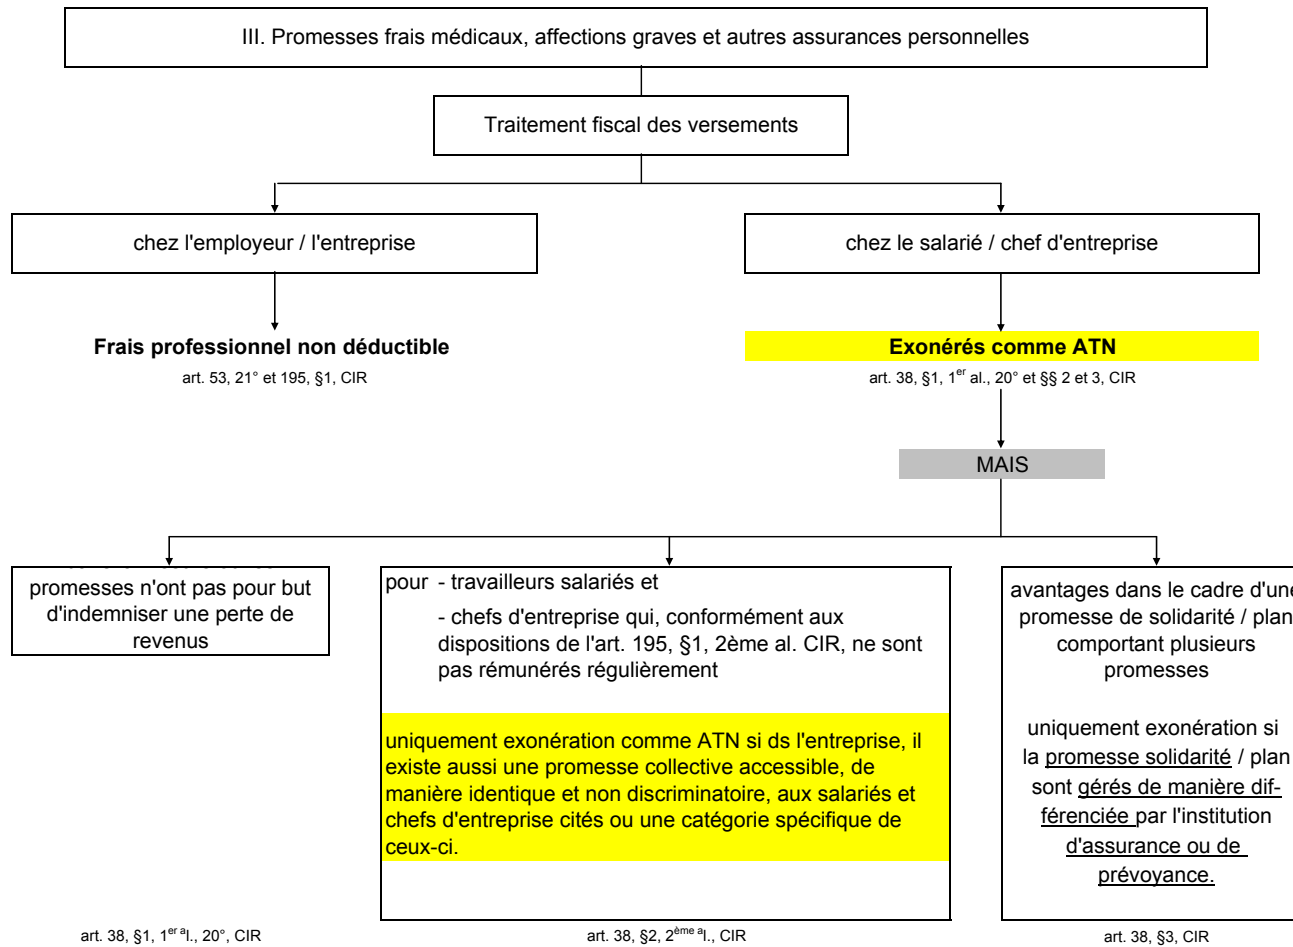 III. Promesses frais médicaux, affections graves et autres assurances personnelles
Traitement fiscal des versements
chez l'employeur / l'entreprise
chez le salarié / chef d'entreprise
Frais professionnel non déductible
art. 53, 21° et 195, §1, CIR
Exonérés comme ATN
art. 38, §1, 1er al., 20° et §§ 2 et 3, CIR
MAIS
promesses n'ont pas pour but
d'indemniser une perte de
revenus
art. 38, §1, 1er al., 20°, CIR
pour - travailleurs salariés et
- chefs d'entreprise qui, conformément aux
dispositions de l'art. 195, §1, 2ème al. CIR, ne sont
pas rémunérés régulièrement
uniquement exonération comme ATN si ds l'entreprise, il
existe aussi une promesse collective accessible, de
manière identique et non discriminatoire, aux salariés et
chefs d'entreprise cités ou une catégorie spécifique de
ceux-ci.
art. 38, §2, 2ème al., CIR
avantages dans le cadre d'une
promesse de solidarité / plan
comportant plusieurs
promesses
uniquement exonération si
la promesse solidarité / plan
sont gérés de manière dif-
férenciée par l'institution
d'assurance ou de
prévoyance.
art. 38, §3, CIR